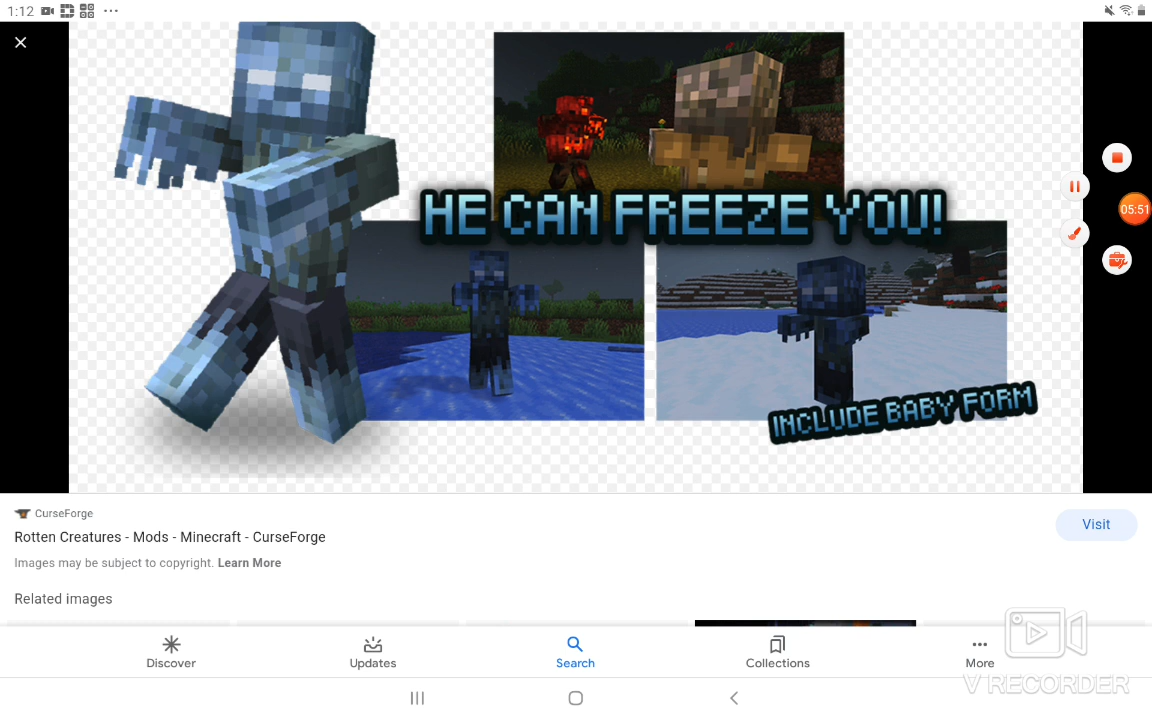 1:12
HE CAN FREEZE YOU!
05:51
INCLUDE BABY FORM
CurseForge
Rotten Creatures - Mods - Minecraft - CurseForge
Visit
Images may be subject to copyright. Learn More
Related images
Discover
Updates
Search
Collections
More
V RECORDER